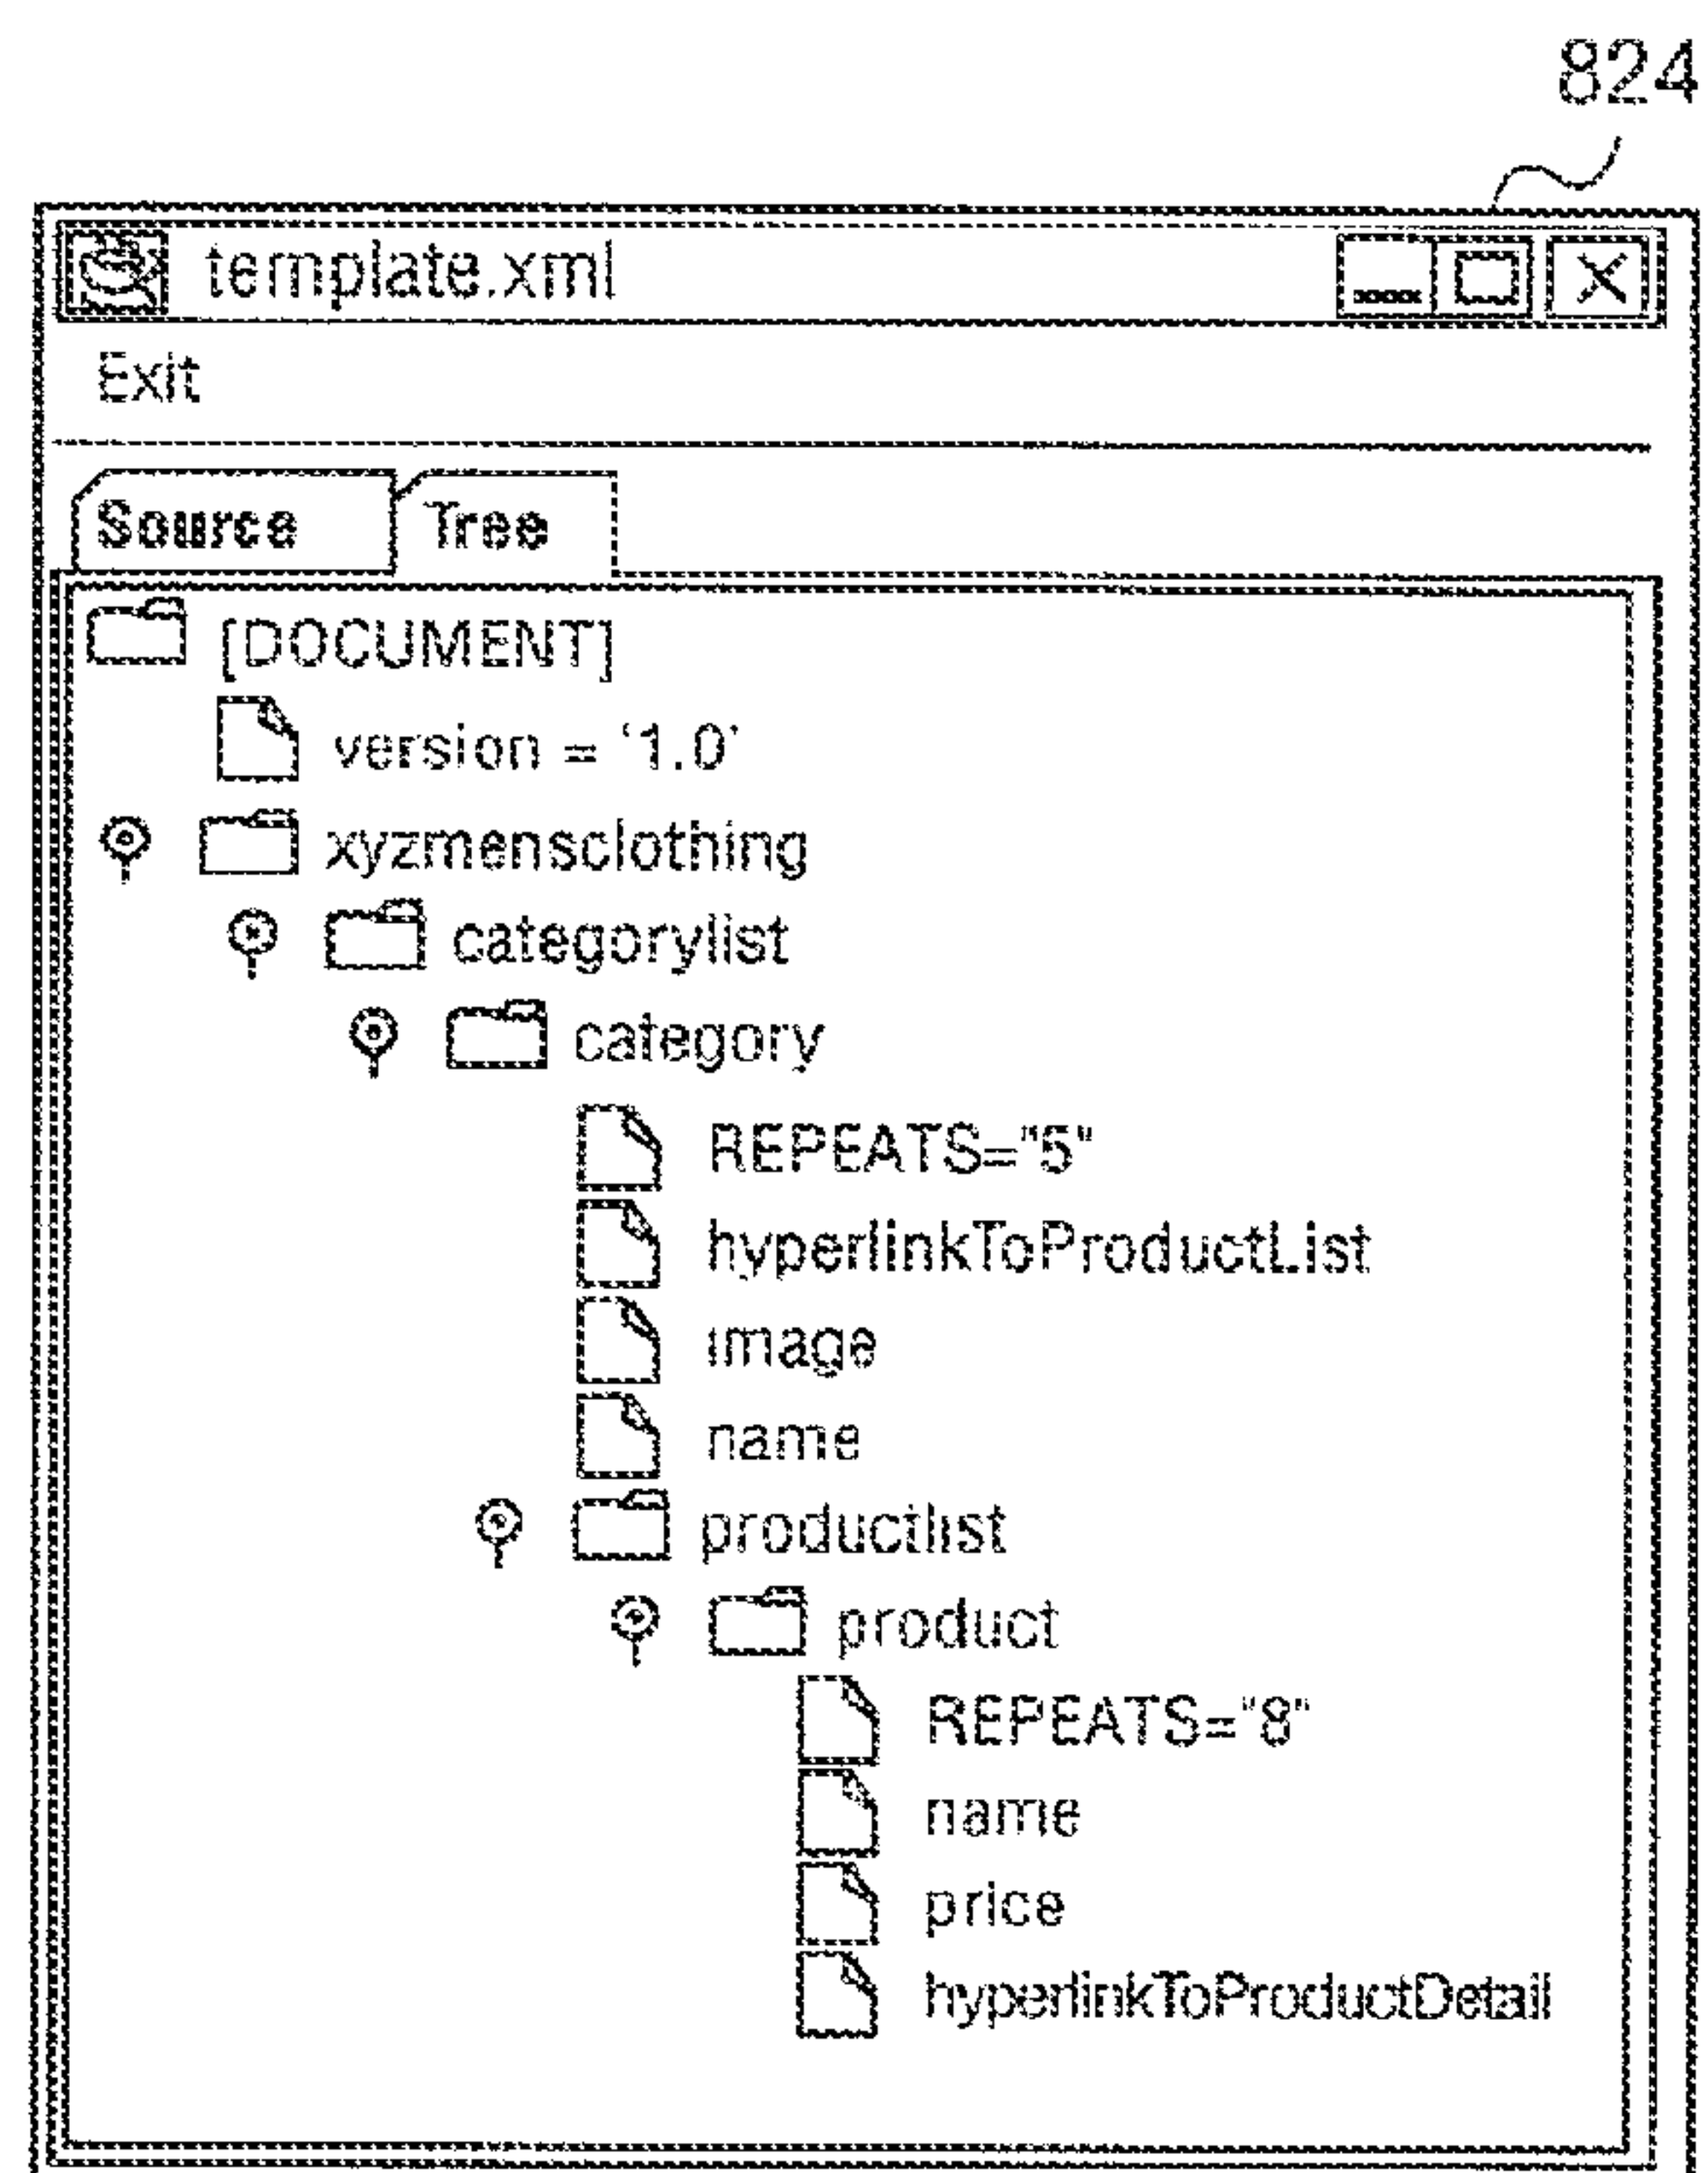 824
template.xml
Exit
Source Tree
[DOCUMENT]
version = ‘1.0’
xyzmensclothing
categorylist
category
REPEATS="5"
hyperlinkToProductList
image
name
productlist
product
REPEATS="8"
name
price
hyperlinkToProductDetail